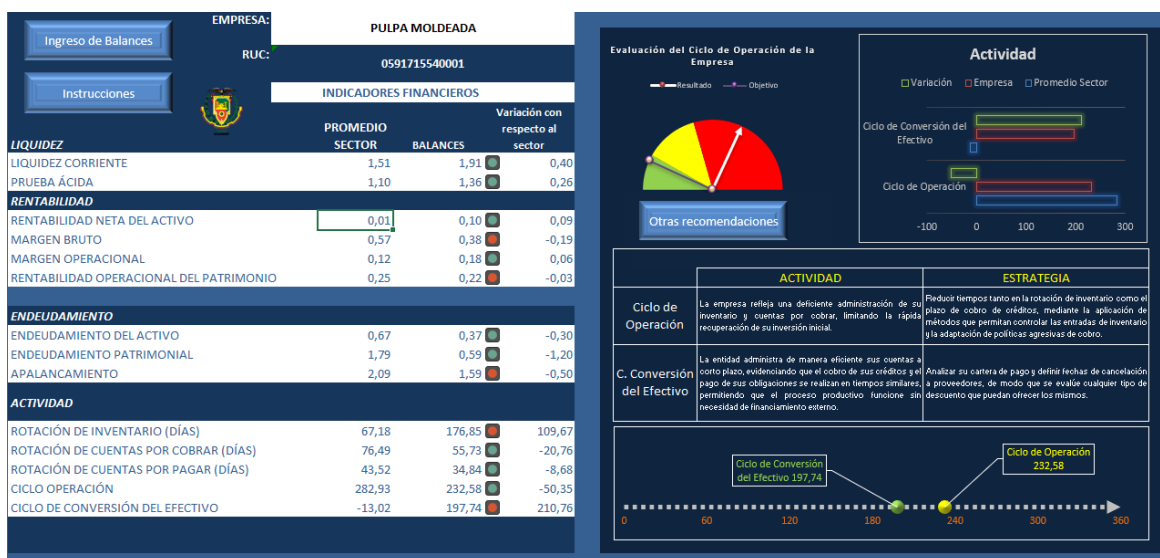 EMPRESA:
PULPA MOLDEADA
Ingreso de Balances
RUC:
0591715540001
Instrucciones
INDICADORES FINANCIEROS
LIQUIDEZ
PROMEDIO SECTOR
BALANCES
Variación con respecto al sector
LIQUIDEZ CORRIENTE 1,51 1,91 0,40
PRUEBA ÁCIDA 1,10 1,36 0,26
RENTABILIDAD
RENTABILIDAD NETA DEL ACTIVO 0,01 0,10 0,09
MARGEN BRUTO 0,57 0,38 -0,19
MARGEN OPERACIONAL 0,12 0,18 0,06
RENTABILIDAD OPERACIONAL DEL PATRIMONIO 0,25 0,22 -0,03
ENDEUDAMIENTO
ENDEUDAMIENTO DEL ACTIVO 0,67 0,37 -0,30
ENDEUDAMIENTO PATRIMONIAL 1,79 0,59 -1,20
APALANCAMIENTO 2,09 1,59 -0,50
ACTIVIDAD
ROTACIÓN DE INVENTARIO (DÍAS) 67,18 176,85 109,67
ROTACIÓN DE CUENTAS POR COBRAR (DÍAS) 76,49 55,73 -20,76
ROTACIÓN DE CUENTAS POR PAGAR (DÍAS) 43,52 34,84 -8,68
CICLO OPERACIÓN 282,93 232,58 -50,35
CICLO DE CONVERSIÓN DEL EFECTIVO -13,02 197,74 210,76
Evaluación del Ciclo de Operación de la
Empresa
Resultado Objetivo
Otras recomendaciones
Actividad
Variación Empresa Promedio Sector
Ciclo de Conversión del
Efectivo
Ciclo de Operación
-100 0 100 200 300
ACTIVIDAD ESTRATEGIA
Ciclo de
Operación
La empresa refleja una deficiente administración de su
inventario y cuentas por cobrar, limitando la rápida
recuperación de su inversión inicial.
Reducir tiempos tanto en la rotación de inventario como el
plazo de cobro de créditos, mediante la aplicación de
métodos que permitan controlar las entradas de inventario
y la adaptación de políticas agresivas de cobro.
C. Conversión
del Efectivo
La entidad administra de manera eficiente sus cuentas a
corto plazo, evidenciando que el cobro de sus créditos y el
pago de sus obligaciones se realizan en tiempos similares,
permitiendo que el proceso productivo funcione sin
necesidad de financiamiento externo.
Analizar su cartera de pago y definir fechas de cancelación
a proveedores, de modo que se evalúe cualquier tipo de
descuento que puedan ofrecer los mismos.
Ciclo de Conversión
del Efectivo 197,74
Ciclo de Operación
232,58
0 60 120 180 240 300 360